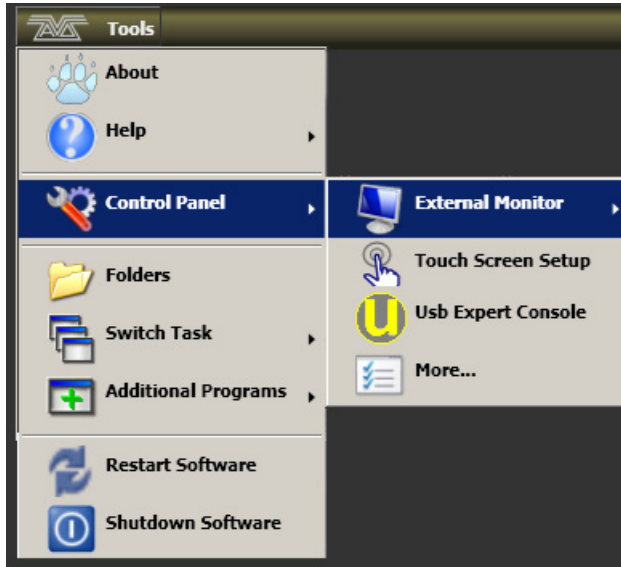 Tools
About
Help
Control Panel
Folders
Switch Task
Additional Programs
Restart Software
Shutdown Software
External Monitor
Touch Screen Setup
Usb Expert Console
More...